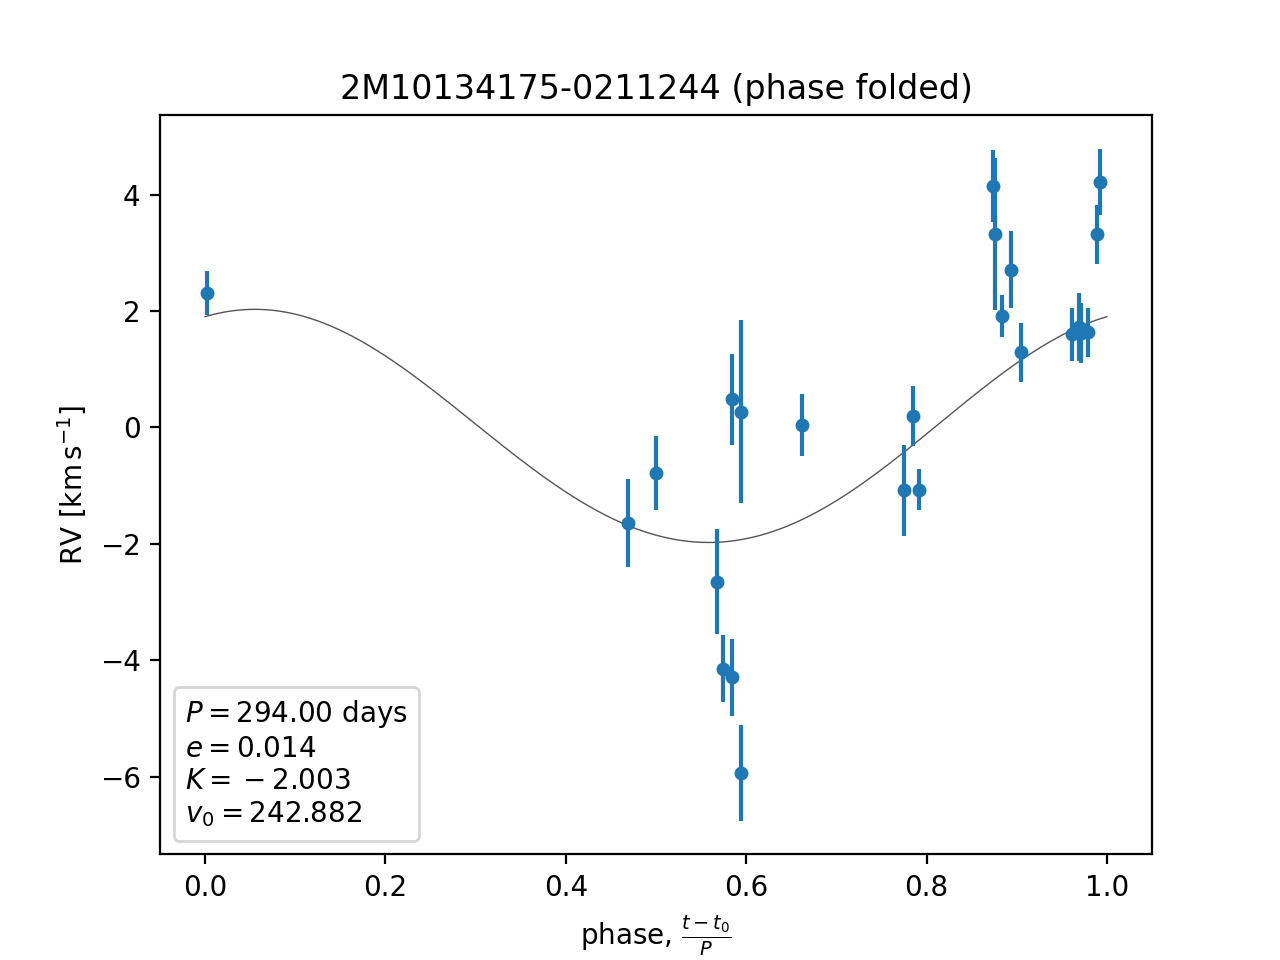 2M10134175-0211244 (phase folded)
4
2
0
−2
−4
−6
RV [km s⁻¹]
P = 294.00 days
e = 0.014
K = −2.003
v₀ = 242.882
0.0 0.2 0.4 0.6 0.8 1.0
phase, (t − t₀)/P